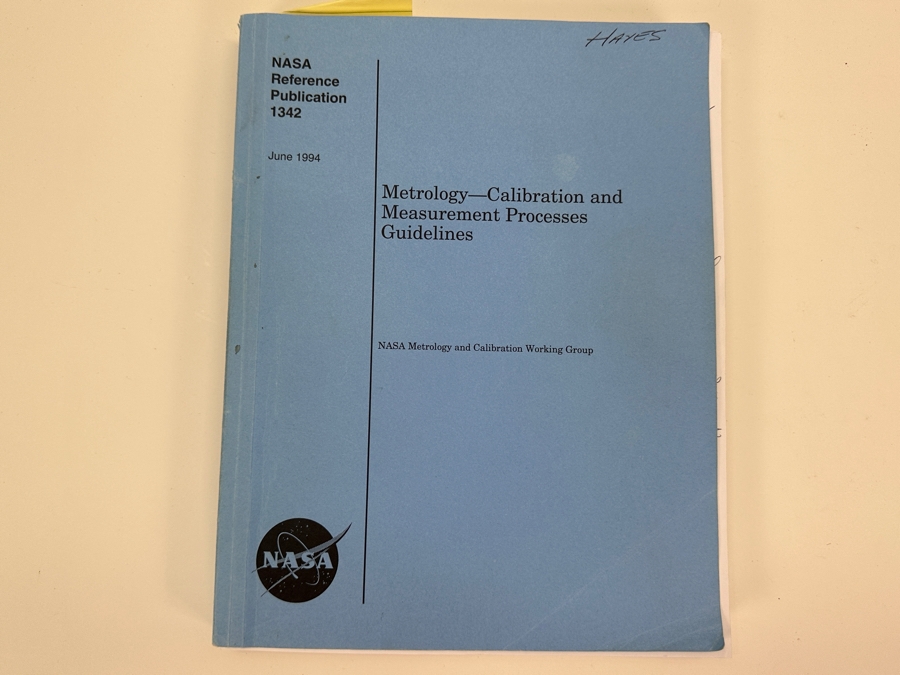 HAYES
NASA
Reference
Publication
1342
June 1994
Metrology—Calibration and
Measurement Processes
Guidelines
NASA Metrology and Calibration Working Group
NASA